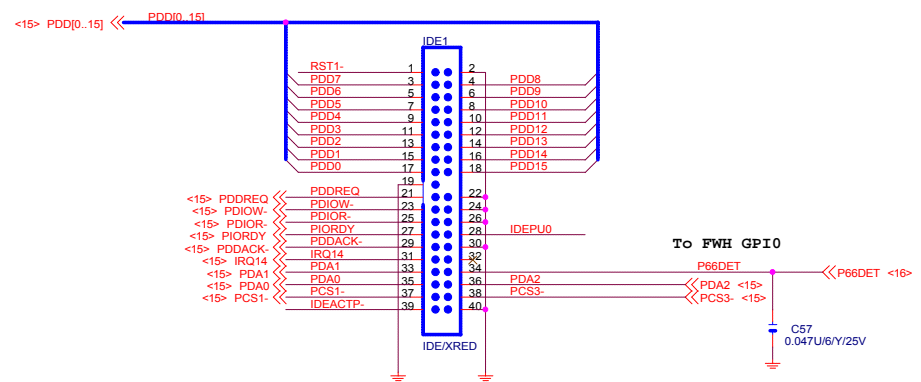 <15> PDD[0..15]
PDD[0..15]
IDE1
RST1- 1 2
PDD7 3 4 PDD8
PDD6 5 6 PDD9
PDD5 7 8 PDD10
PDD4 9 10 PDD11
PDD3 11 12 PDD12
PDD2 13 14 PDD13
PDD1 15 16 PDD14
PDD0 17 18 PDD15
19
<15> PDDREQ 21 22
<15> PDIOW- PDIOW- 23 24
<15> PDIOR- PDIOR- 25 26
<15> PIORDY PIORDY 27 28 IDEPU0
<15> PDDACK- PDDACK- 29 30
<15> IRQ14 IRQ14 31 32
To FWH GPI0
<15> PDA1 PDA1 33 34 P66DET P66DET <16>
<15> PDA0 PDA0 35 36 PDA2 PDA2 <15>
<15> PCS1- PCS1- 37 38 PCS3- PCS3- <15>
IDEACTP- 39 40
C57
0.047U/6/Y/25V
IDE/XRED